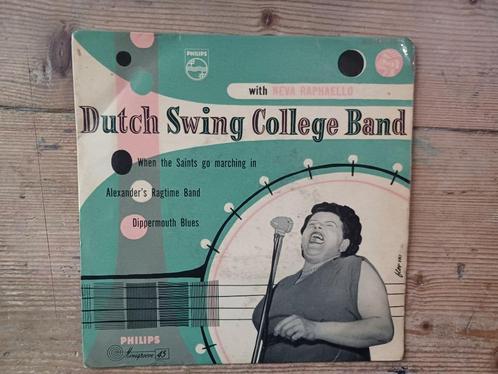 PHILIPS
with NEVA RAPHAELLO
Dutch Swing College Band
When the Saints go marching in
Alexander's Ragtime Band
Dippermouth Blues
PHILIPS
Minigroove 45